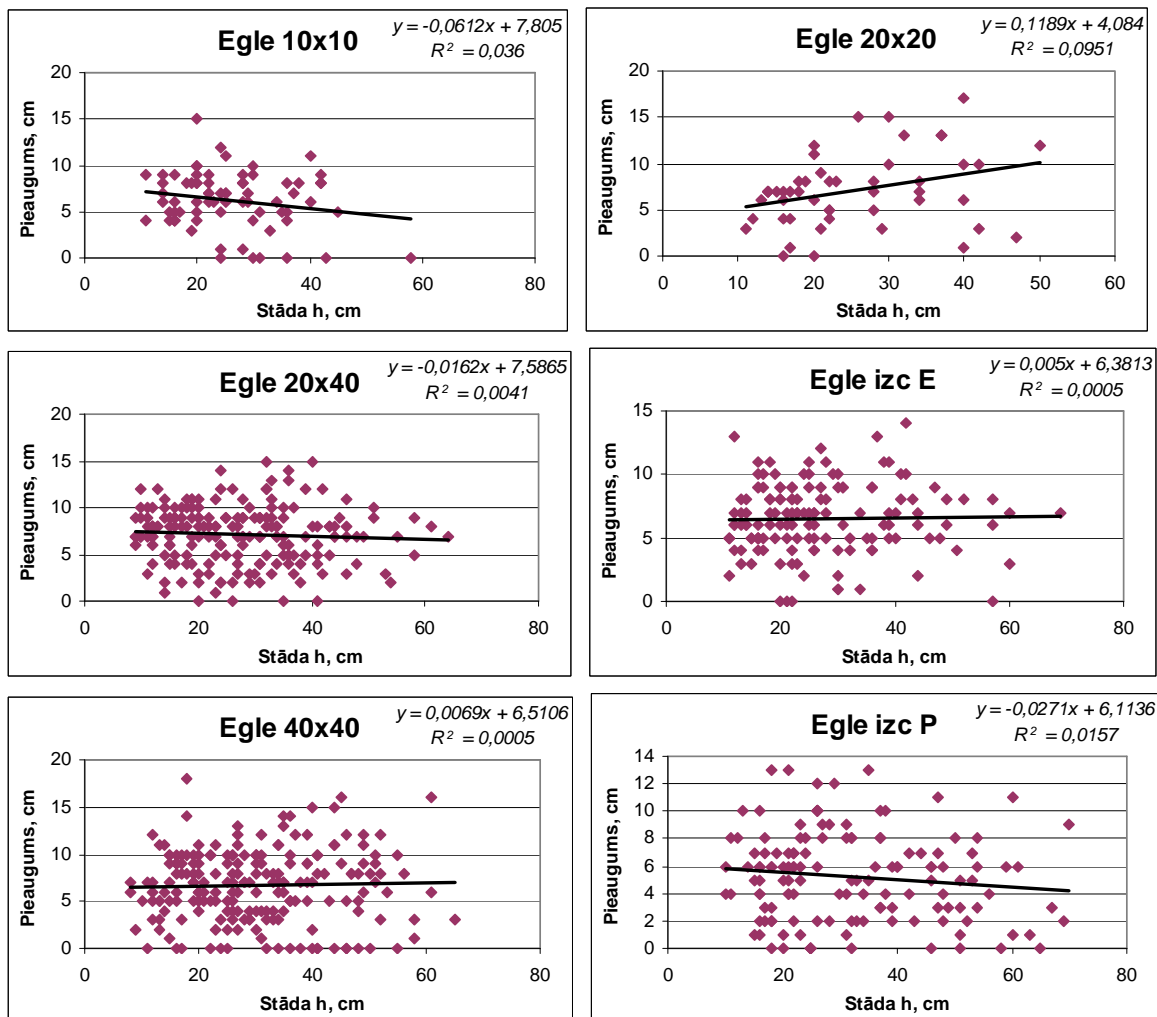 Egle 10x10
y = -0,0612x + 7,805
R² = 0,036
Pieaugums, cm
20
15
10
5
0
0 20 40 60 80
Stāda h, cm
Egle 20x20
y = 0,1189x + 4,084
R² = 0,0951
Pieaugums, cm
20
15
10
5
0
10 20 30 40 50 60
Stāda h, cm
Egle 20x40
y = -0,0162x + 7,5865
R² = 0,0041
Pieaugums, cm
20
15
10
5
0
0 20 40 60 80
Stāda h, cm
Egle izc E
y = 0,005x + 6,3813
R² = 0,0005
Pieaugums, cm
15
10
5
0
0 20 40 60 80
Stāda h, cm
Egle 40x40
y = 0,0069x + 6,5106
R² = 0,0005
Pieaugums, cm
20
15
10
5
0
0 20 40 60 80
Stāda h, cm
Egle izc P
y = -0,0271x + 6,1136
R² = 0,0157
Pieaugums, cm
14
12
10
8
6
4
2
0
0 20 40 60 80
Stāda h, cm